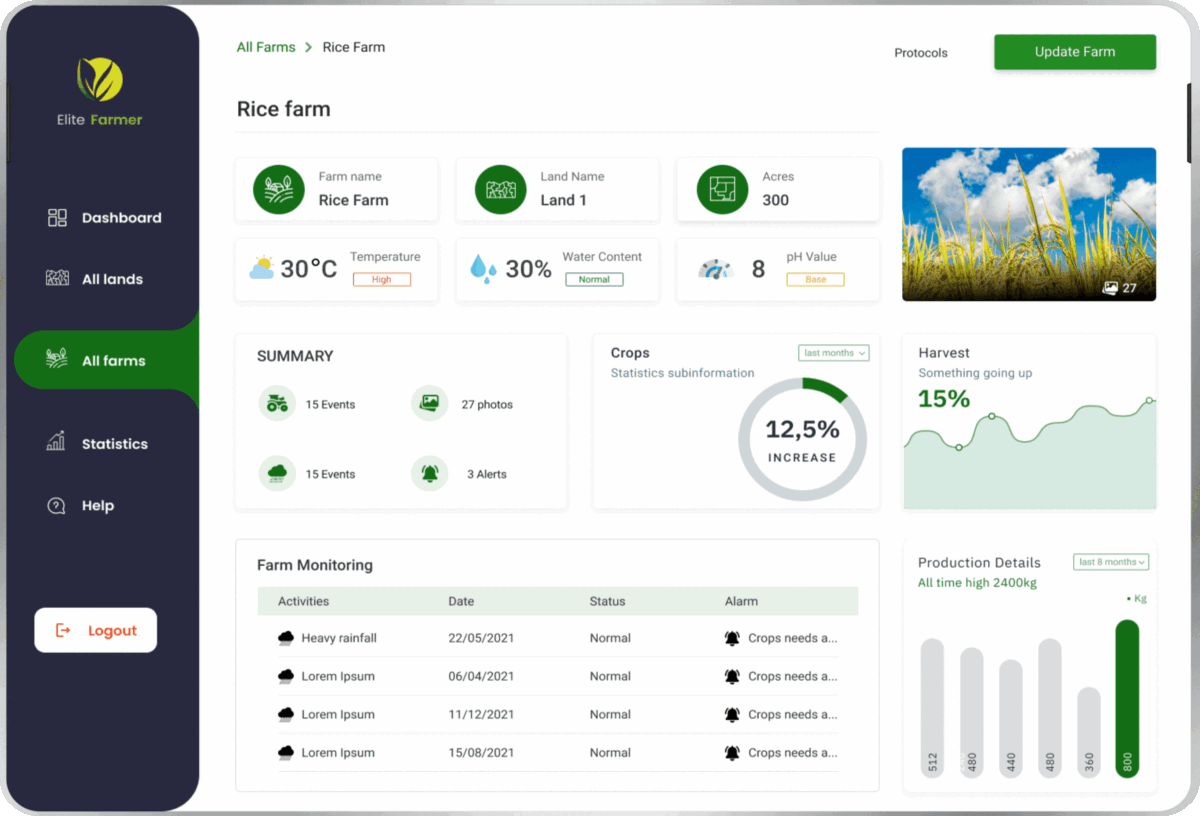 Elite Farmer
Dashboard
All lands
All farms
Statistics
Help
Logout
All Farms > Rice Farm
Protocols
Update Farm
Rice farm
Farm name
Rice Farm
Land Name
Land 1
Acres
300
30°C
Temperature
High
30%
Water Content
Normal
8
pH Value
Base
27
SUMMARY
15 Events
27 photos
15 Events
3 Alerts
Crops
last months
Statistics subinformation
12,5%
INCREASE
Harvest
Something going up
15%
Farm Monitoring
Activities Date Status Alarm
Heavy rainfall 22/05/2021 Normal Crops needs a...
Lorem Ipsum 06/04/2021 Normal Crops needs a...
Lorem Ipsum 11/12/2021 Normal Crops needs a...
Lorem Ipsum 15/08/2021 Normal Crops needs a...
Production Details
last 8 months
All time high 2400kg
• Kg
512
480
440
480
360
800